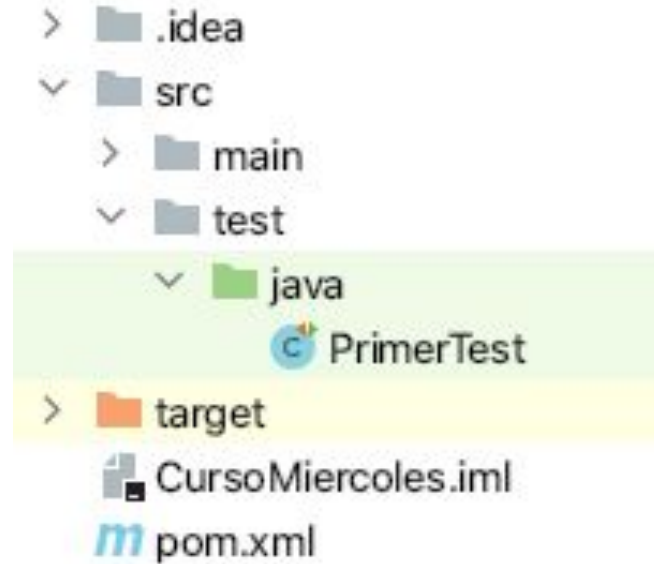 .idea
src
main
test
java
C PrimerTest
target
CursoMiercoles.iml
m pom.xml